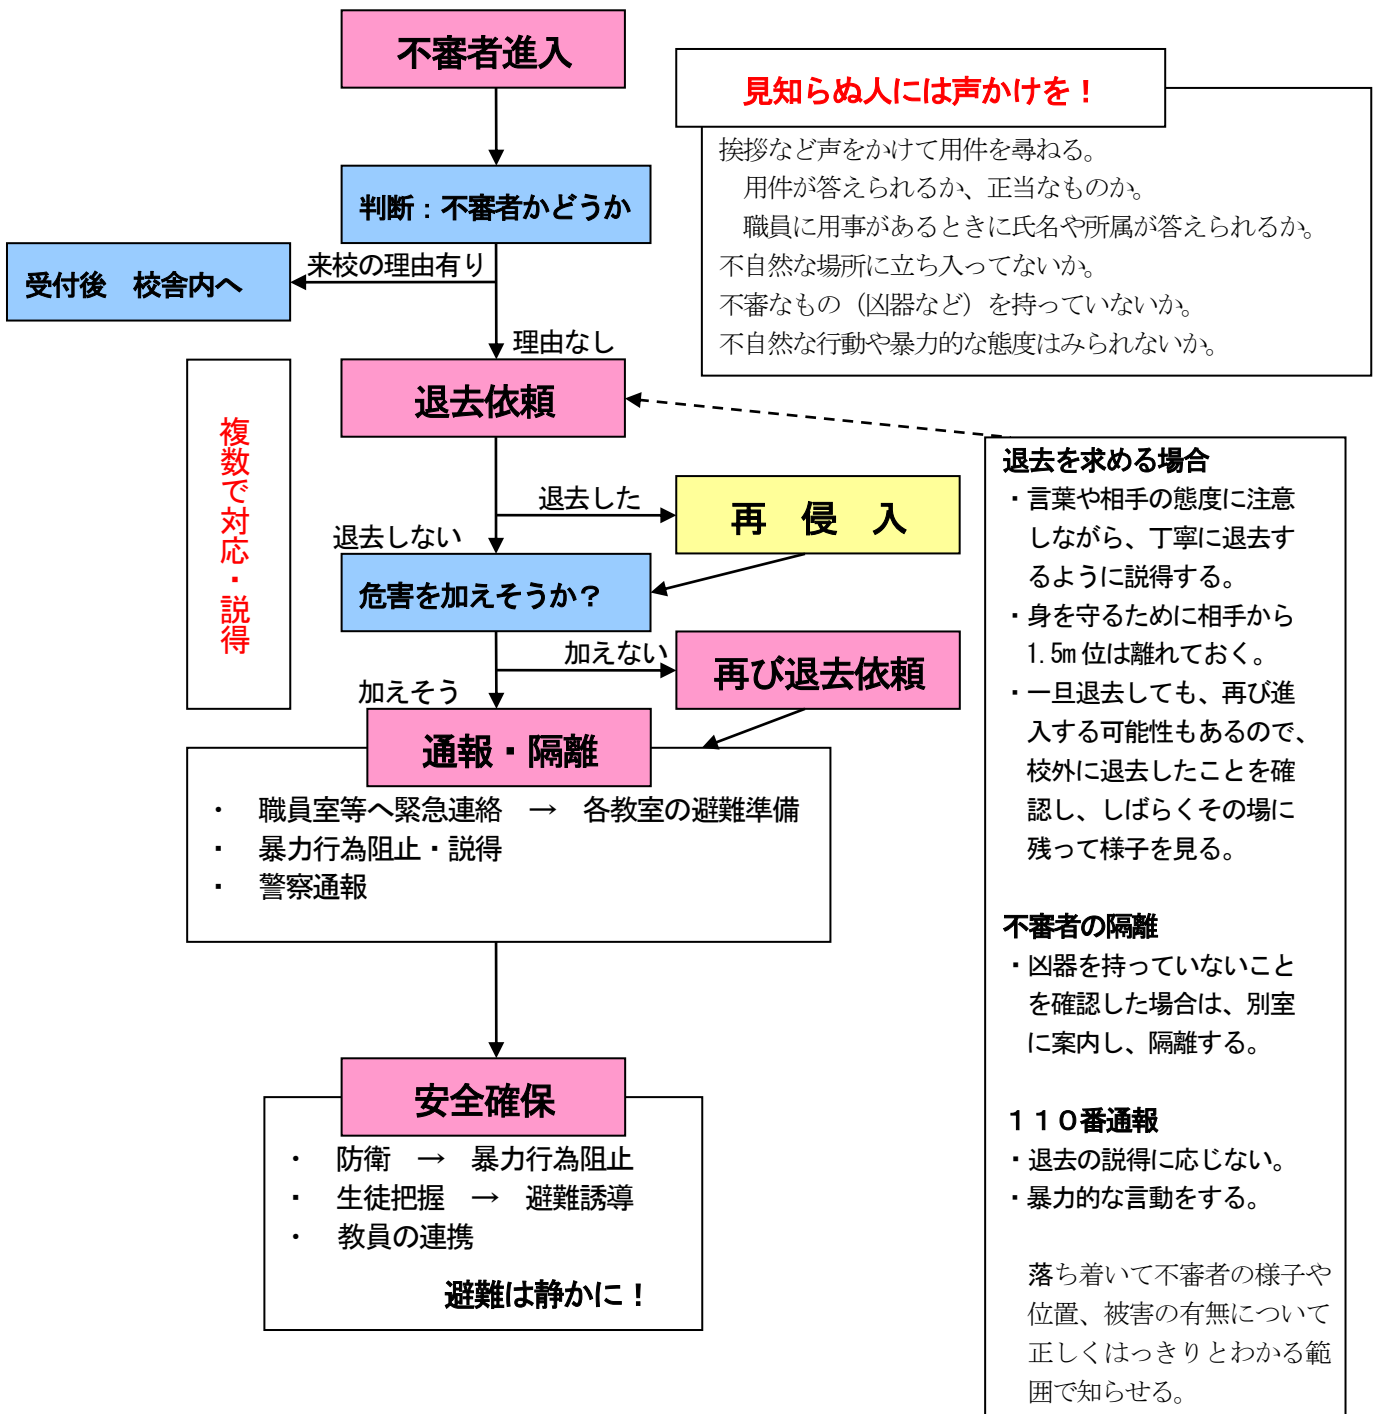 不審者進入
見知らぬ人には声かけを！
挨拶など声をかけて用件を尋ねる。
用件が答えられるか、正当なものか。
職員に用事があるときに氏名や所属が答えられるか。
不自然な場所に立ち入ってないか。
不審なもの（凶器など）を持っていないか。
不自然な行動や暴力的な態度はみられないか。
判断：不審者かどうか
来校の理由有り
受付後　校舎内へ
理由なし
退去依頼
複数で対応・説得
退去した
再　侵　入
退去しない
危害を加えそうか？
加えない
再び退去依頼
加えそう
通報・隔離
・　職員室等へ緊急連絡　→　各教室の避難準備
・　暴力行為阻止・説得
・　警察通報
安全確保
・　防衛　→　暴力行為阻止
・　生徒把握　→　避難誘導
・　教員の連携
避難は静かに！
退去を求める場合
・言葉や相手の態度に注意
しながら、丁寧に退去す
るように説得する。
・身を守るために相手から
1.5m位は離れておく。
・一旦退去しても、再び進
入する可能性もあるので、
校外に退去したことを確
認し、しばらくその場に
残って様子を見る。
不審者の隔離
・凶器を持っていないこと
を確認した場合は、別室
に案内し、隔離する。
１１０番通報
・退去の説得に応じない。
・暴力的な言動をする。
落ち着いて不審者の様子や
位置、被害の有無について
正しくはっきりとわかる範
囲で知らせる。